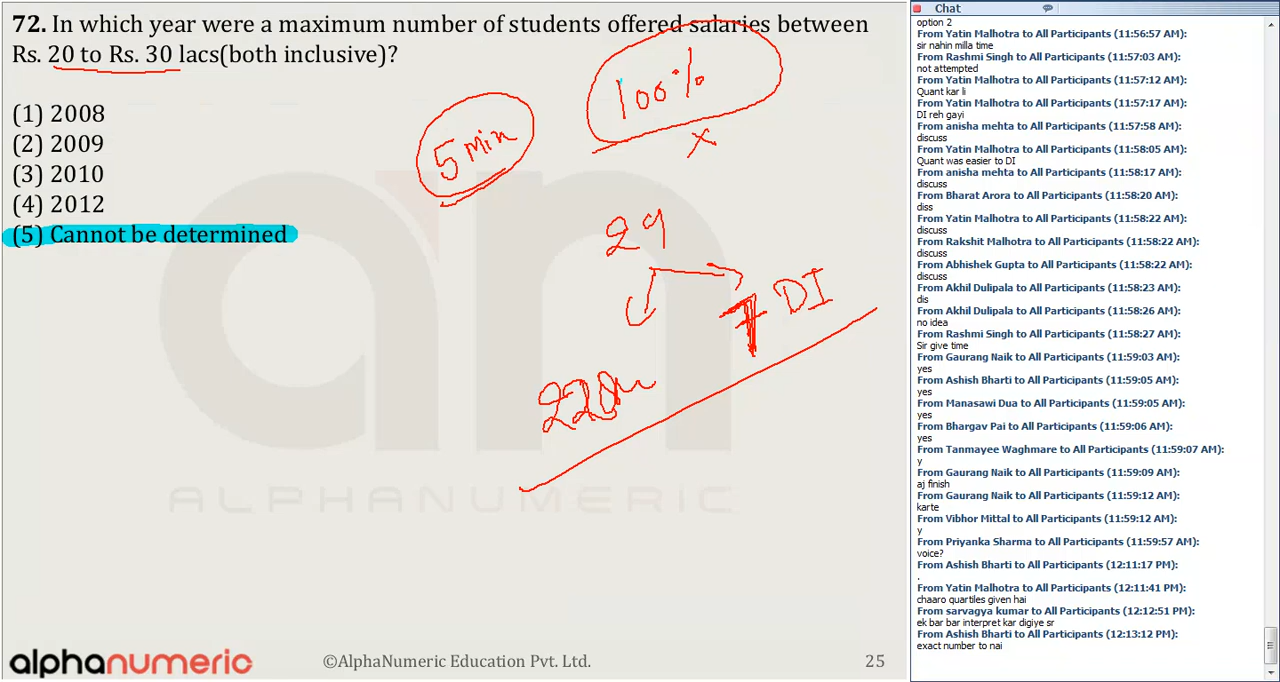 72. In which year were a maximum number of students offered salaries between
Rs. 20 to Rs. 30 lacs(both inclusive)?
(1) 2008
(2) 2009
(3) 2010
(4) 2012
(5) Cannot be determined
100%
x
5 min
29
7 DI
ALPHANUMERIC
alphanumeric
©AlphaNumeric Education Pvt. Ltd.
25
Chat
option 2
From Yatin Malhotra to All Participants (11:56:57 AM):
sir nahin milla time
From Rashmi Singh to All Participants (11:57:03 AM):
not attempted
From Yatin Malhotra to All Participants (11:57:12 AM):
Quant kar li
From Yatin Malhotra to All Participants (11:57:17 AM):
DI reh gayi
From anisha mehta to All Participants (11:57:58 AM):
discuss
From Yatin Malhotra to All Participants (11:58:05 AM):
Quant was easier to DI
From anisha mehta to All Participants (11:58:17 AM):
discuss
From Bharat Arora to All Participants (11:58:20 AM):
diss
From Yatin Malhotra to All Participants (11:58:22 AM):
discuss
From Rakshit Malhotra to All Participants (11:58:22 AM):
discuss
From Abhishek Gupta to All Participants (11:58:22 AM):
discuss
From Akhil Dulipala to All Participants (11:58:23 AM):
dis
From Akhil Dulipala to All Participants (11:58:26 AM):
no idea
From Rashmi Singh to All Participants (11:58:27 AM):
Sir give time
From Gaurang Naik to All Participants (11:59:03 AM):
yes
From Ashish Bharti to All Participants (11:59:05 AM):
yes
From Manasawi Dua to All Participants (11:59:05 AM):
yes
From Bhargav Pai to All Participants (11:59:06 AM):
yes
From Tanmayee Waghmare to All Participants (11:59:07 AM):
y
From Gaurang Naik to All Participants (11:59:09 AM):
aj finish
From Gaurang Naik to All Participants (11:59:12 AM):
karte
From Vibhor Mittal to All Participants (11:59:12 AM):
y
From Priyanka Sharma to All Participants (11:59:57 AM):
voice?
From Ashish Bharti to All Participants (12:11:17 PM):
.
From Yatin Malhotra to All Participants (12:11:41 PM):
chaaro quartiles given hai
From sarvagya kumar to All Participants (12:12:51 PM):
ek bar bar interpret kar digiye sr
From Ashish Bharti to All Participants (12:13:12 PM):
exact number to nai